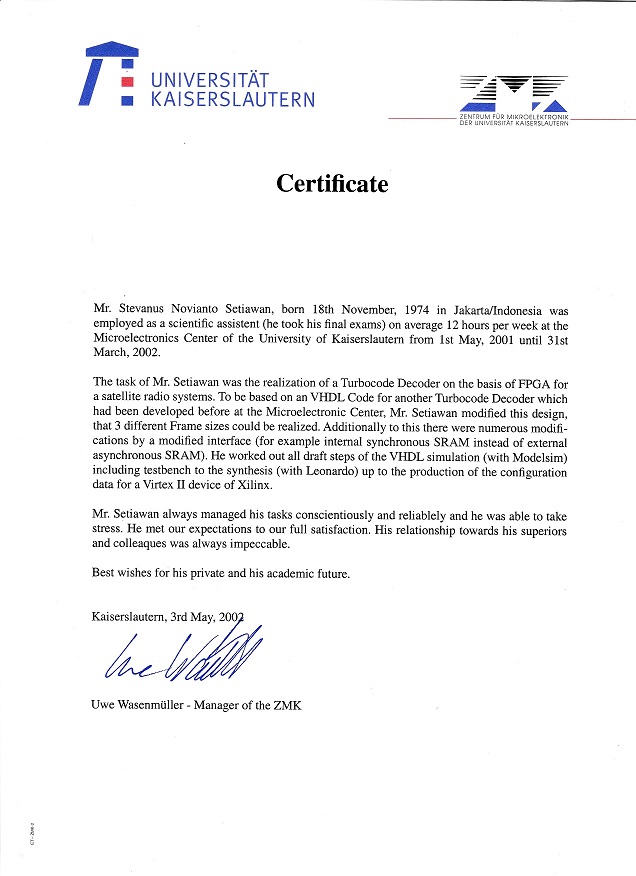 UNIVERSITÄT
KAISERSLAUTERN
ZMK
ZENTRUM FÜR MIKROELEKTRONIK
DER UNIVERSITÄT KAISERSLAUTERN
Certificate
Mr. Stevanus Novianto Setiawan, born 18th November, 1974 in Jakarta/Indonesia was
employed as a scientific assistent (he took his final exams) on average 12 hours per week at the
Microelectronics Center of the University of Kaiserslautern from 1st May, 2001 until 31st
March, 2002.
The task of Mr. Setiawan was the realization of a Turbocode Decoder on the basis of FPGA for
a satellite radio systems. To be based on an VHDL Code for another Turbocode Decoder which
had been developed before at the Microelectronic Center, Mr. Setiawan modified this design,
that 3 different Frame sizes could be realized. Additionally to this there were numerous modifi-
cations by a modified interface (for example internal synchronous SRAM instead of external
asynchronous SRAM). He worked out all draft steps of the VHDL simulation (with Modelsim)
including testbench to the synthesis (with Leonardo) up to the production of the configuration
data for a Virtex II device of Xilinx.
Mr. Setiawan always managed his tasks conscientiously and reliablely and he was able to take
stress. He met our expectations to our full satisfaction. His relationship towards his superiors
and colleaques was always impeccable.
Best wishes for his private and his academic future.
Kaiserslautern, 3rd May, 2002
Uwe Wasenmüller - Manager of the ZMK